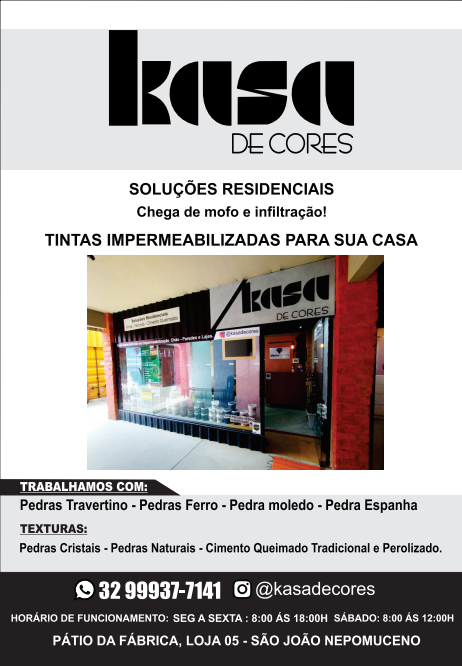 kasa
DE CORES
SOLUÇÕES RESIDENCIAIS
Chega de mofo e infiltração!
TINTAS IMPERMEABILIZADAS PARA SUA CASA
Soluções Residenciais
kasa
DE CORES
@kasadecores
TRABALHAMOS COM:
Pedras Travertino - Pedras Ferro - Pedra moledo - Pedra Espanha
TEXTURAS:
Pedras Cristais - Pedras Naturais - Cimento Queimado Tradicional e Perolizado.
32 99937-7141 @kasadecores
HORÁRIO DE FUNCIONAMENTO: SEG A SEXTA : 8:00 ÁS 18:00H SÁBADO: 8:00 ÁS 12:00H
PÁTIO DA FÁBRICA, LOJA 05 - SÃO JOÃO NEPOMUCENO